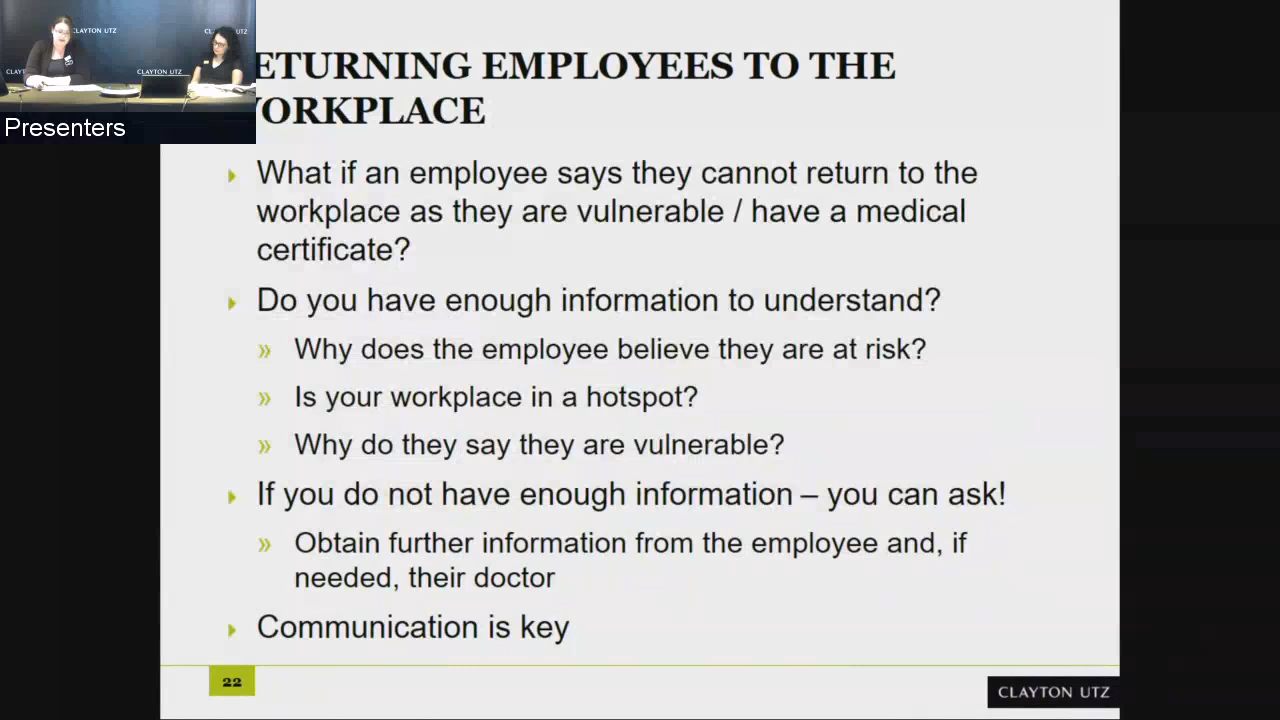 CLAYTON UTZ
CLAYTON UTZ
Presenters
ETURNING EMPLOYEES TO THE
ORKPLACE
What if an employee says they cannot return to the
workplace as they are vulnerable / have a medical
certificate?
Do you have enough information to understand?
» Why does the employee believe they are at risk?
» Is your workplace in a hotspot?
» Why do they say they are vulnerable?
If you do not have enough information – you can ask!
» Obtain further information from the employee and, if
needed, their doctor
Communication is key
22
CLAYTON UTZ